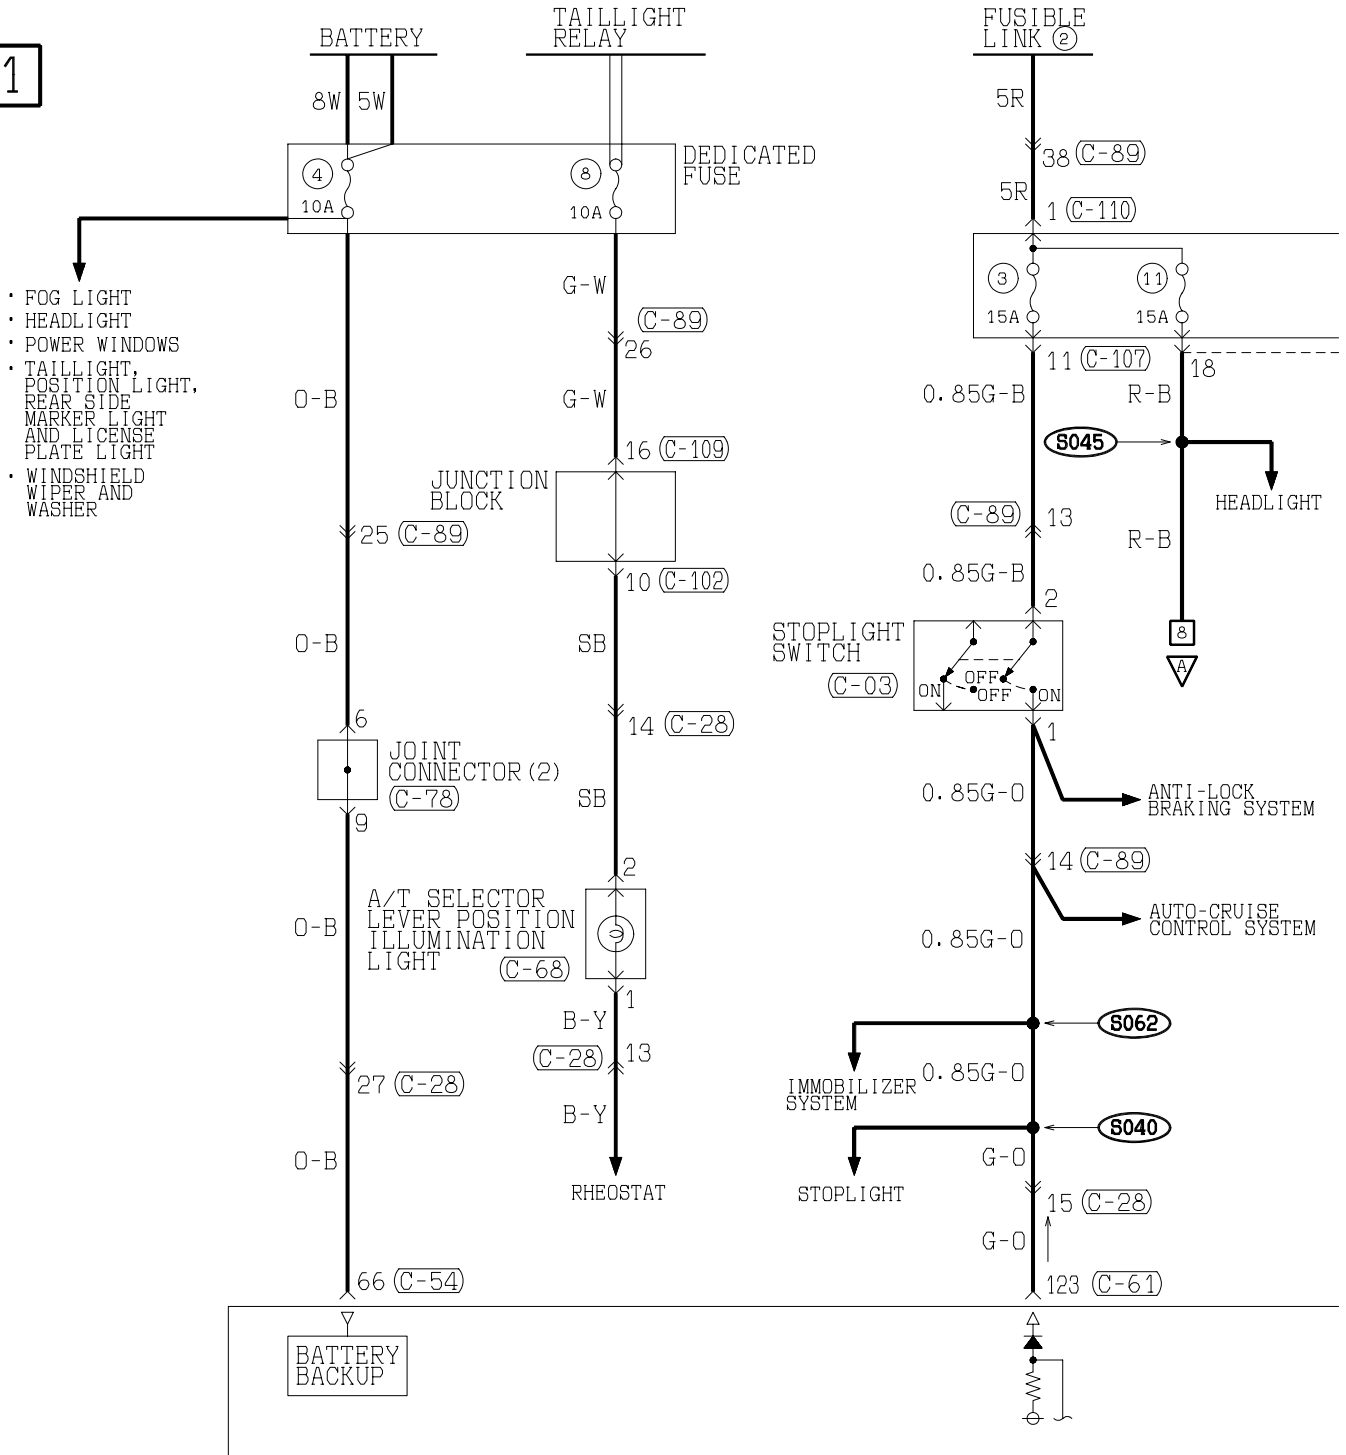 1
BATTERY
8W 5W
4
10A
TAILLIGHT
RELAY
8
10A
DEDICATED
FUSE
· FOG LIGHT
· HEADLIGHT
· POWER WINDOWS
· TAILLIGHT,
POSITION LIGHT,
REAR SIDE
MARKER LIGHT
AND LICENSE
PLATE LIGHT
· WINDSHIELD
WIPER AND
WASHER
O-B
25 (C-89)
O-B
6
JOINT
CONNECTOR(2)
(C-78)
9
O-B
27 (C-28)
O-B
66 (C-54)
BATTERY
BACKUP
G-W
(C-89)
26
G-W
16 (C-109)
JUNCTION
BLOCK
10 (C-102)
SB
14 (C-28)
SB
2
A/T SELECTOR
LEVER POSITION
ILLUMINATION
LIGHT
(C-68)
1
B-Y
(C-28) 13
B-Y
RHEOSTAT
FUSIBLE
LINK 2
5R
38 (C-89)
5R
1 (C-110)
3
15A
11
15A
11 (C-107)
18
0.85G-B
R-B
S045
HEADLIGHT
(C-89) 13
R-B
0.85G-B
2
8
A
STOPLIGHT
SWITCH
(C-03)
ON
OFF
OFF
ON
1
0.85G-O
ANTI-LOCK
BRAKING SYSTEM
14 (C-89)
AUTO-CRUISE
CONTROL SYSTEM
0.85G-O
S062
IMMOBILIZER
SYSTEM
0.85G-O
S040
STOPLIGHT
G-O
15 (C-28)
G-O
123 (C-61)